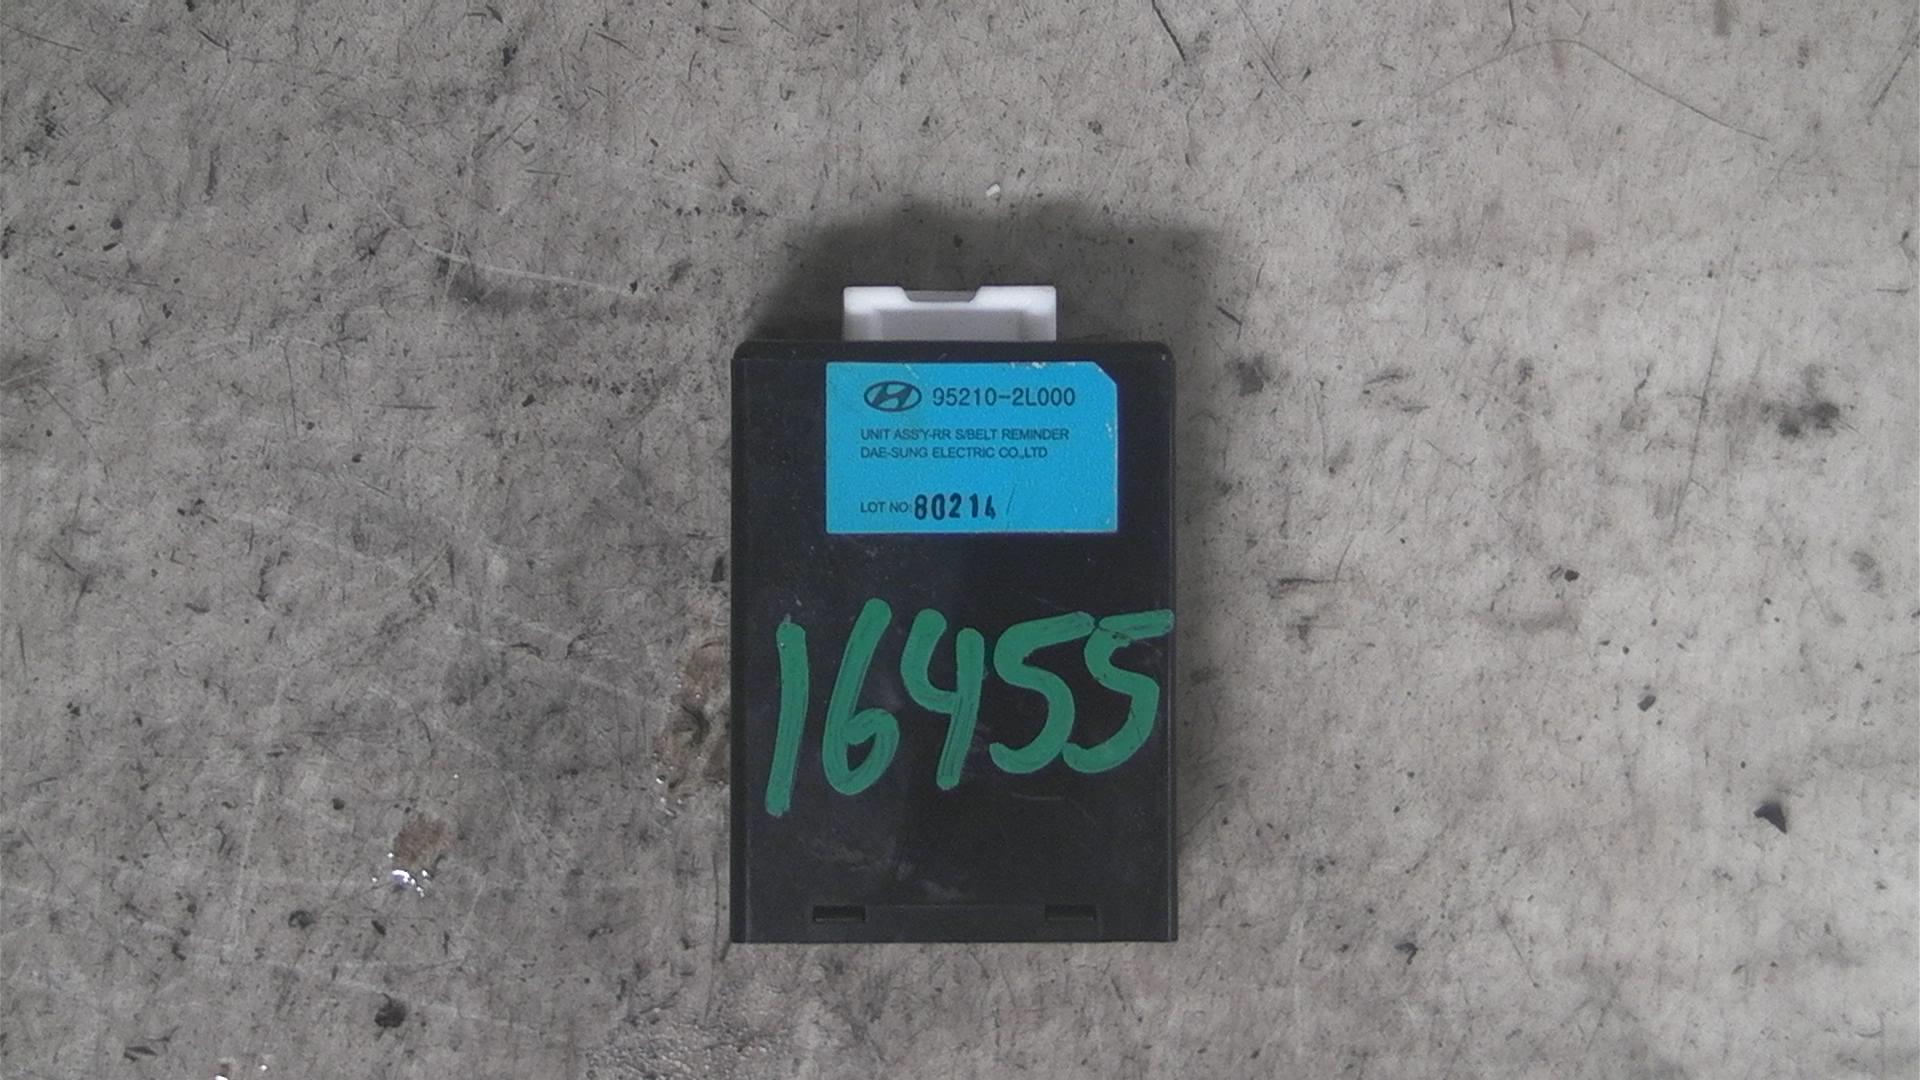 95210-2L000
UNIT ASS'Y-RR S/BELT REMINDER
DAE-SUNG ELECTRIC CO.,LTD
LOT NO: 80214
16455